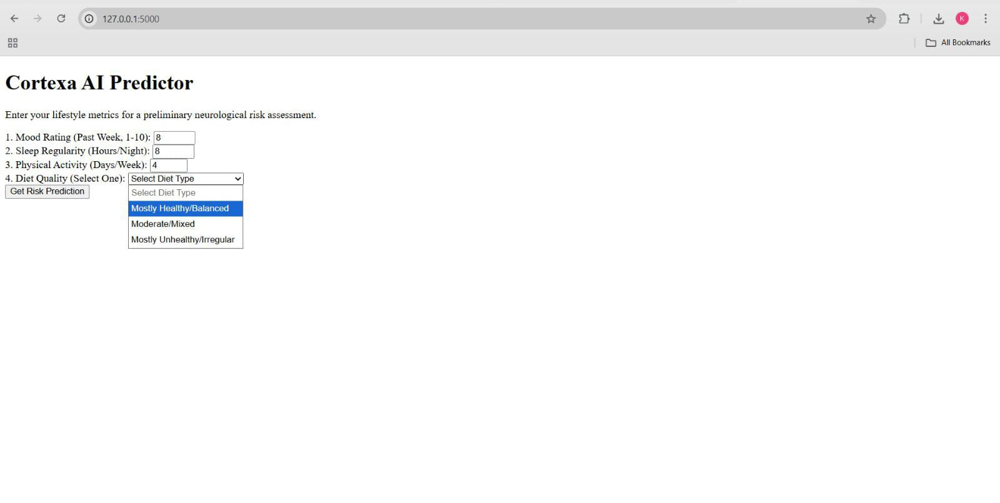 127.0.0.1:5000
K
All Bookmarks
Cortexa AI Predictor
Enter your lifestyle metrics for a preliminary neurological risk assessment.
1. Mood Rating (Past Week, 1-10): 8
2. Sleep Regularity (Hours/Night): 8
3. Physical Activity (Days/Week): 4
4. Diet Quality (Select One): Select Diet Type
Get Risk Prediction
Select Diet Type
Mostly Healthy/Balanced
Moderate/Mixed
Mostly Unhealthy/Irregular